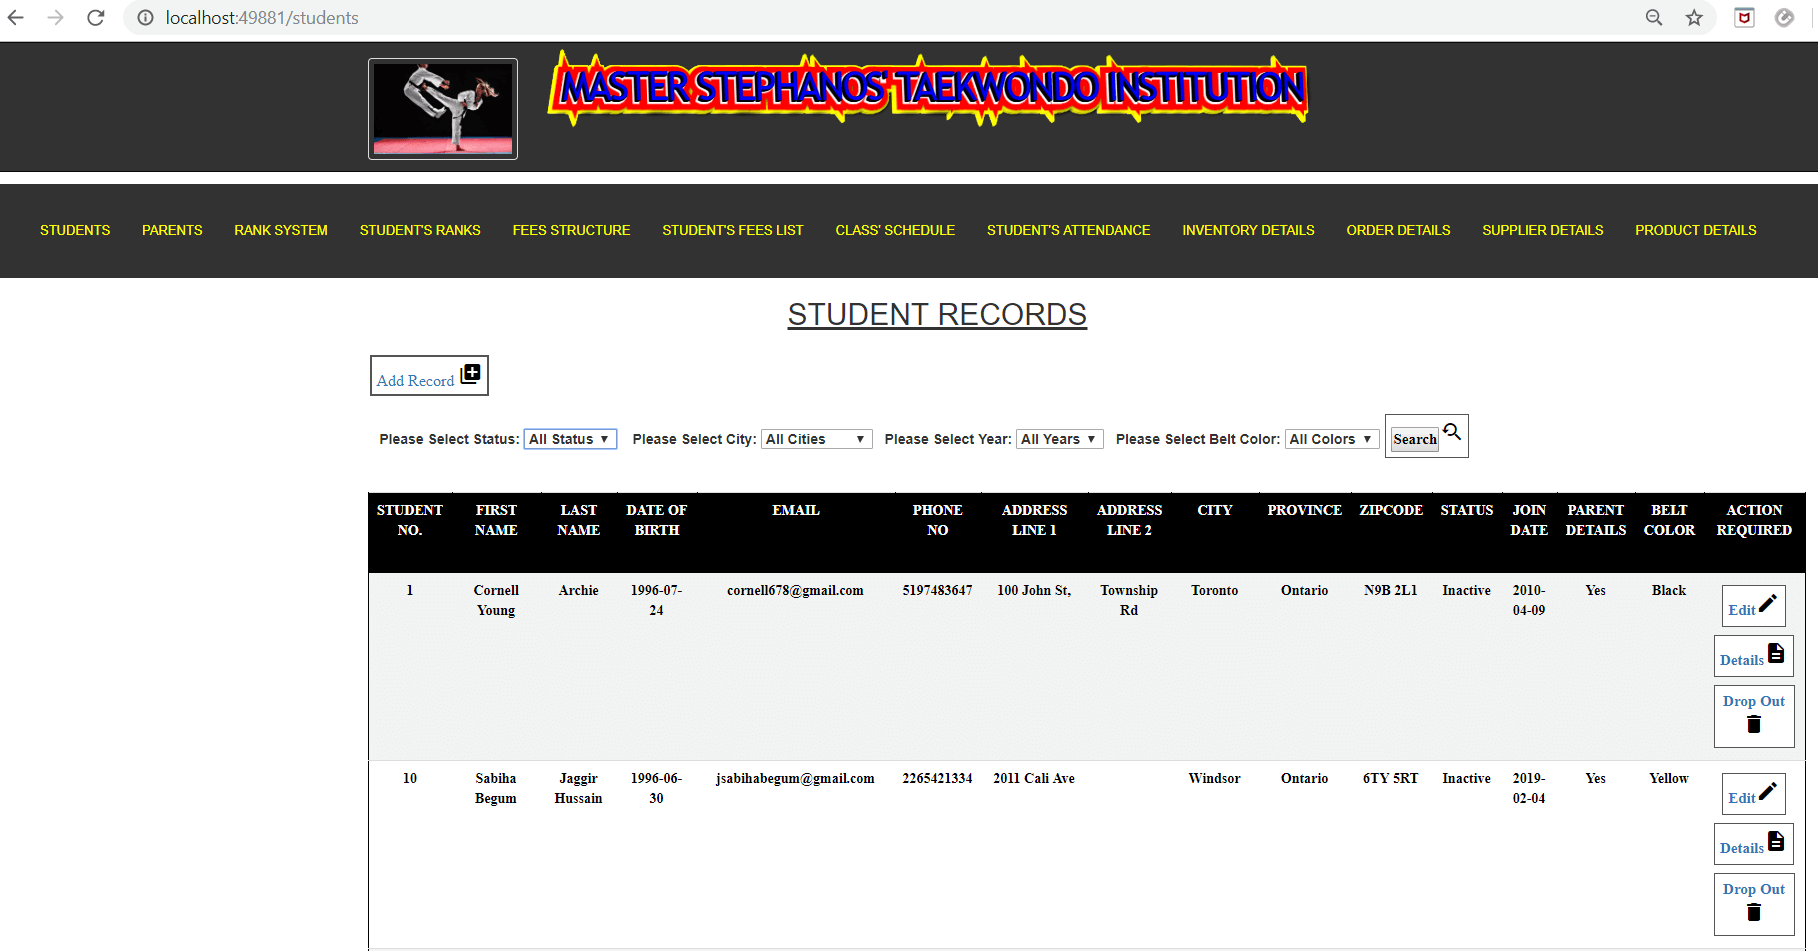 localhost:49881/students
MASTER STEPHANOS' TAEKWONDO INSTITUTION
STUDENTS PARENTS RANK SYSTEM STUDENT'S RANKS FEES STRUCTURE STUDENT'S FEES LIST CLASS' SCHEDULE STUDENT'S ATTENDANCE INVENTORY DETAILS ORDER DETAILS SUPPLIER DETAILS PRODUCT DETAILS
STUDENT RECORDS
Add Record
Please Select Status: All Status Please Select City: All Cities Please Select Year: All Years Please Select Belt Color: All Colors Search
STUDENT FIRST LAST DATE OF EMAIL PHONE ADDRESS ADDRESS CITY PROVINCE ZIPCODE STATUS JOIN PARENT BELT ACTION
NO. NAME NAME BIRTH NO LINE 1 LINE 2 DATE DETAILS COLOR REQUIRED
1 Cornell Archie 1996-07- cornell678@gmail.com 5197483647 100 John St, Township Toronto Ontario N9B 2L1 Inactive 2010- Yes Black
Young 24 Rd 04-09
Edit
Details
Drop Out
10 Sabiha Jaggir 1996-06- jsabihabegum@gmail.com 2265421334 2011 Cali Ave Windsor Ontario 6TY 5RT Inactive 2019- Yes Yellow
Begum Hussain 30 02-04
Edit
Details
Drop Out